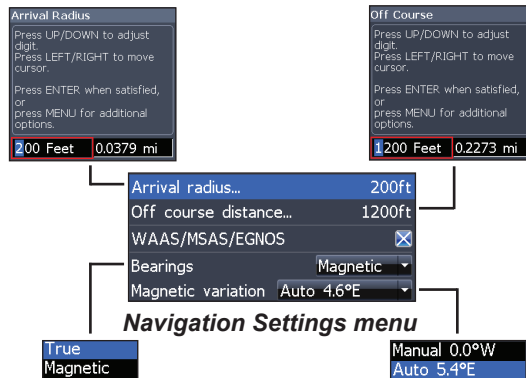 Arrival Radius
Press UP/DOWN to adjust
digit.
Press LEFT/RIGHT to move
cursor.
Press ENTER when satisfied,
or
press MENU for additional
options.
200 Feet 0.0379 mi
Off Course
Press UP/DOWN to adjust
digit.
Press LEFT/RIGHT to move
cursor.
Press ENTER when satisfied,
or
press MENU for additional
options.
1200 Feet 0.2273 mi
Arrival radius... 200ft
Off course distance... 1200ft
WAAS/MSAS/EGNOS
Bearings Magnetic
Magnetic variation Auto 4.6°E
Navigation Settings menu
True
Magnetic
Manual 0.0°W
Auto 5.4°E